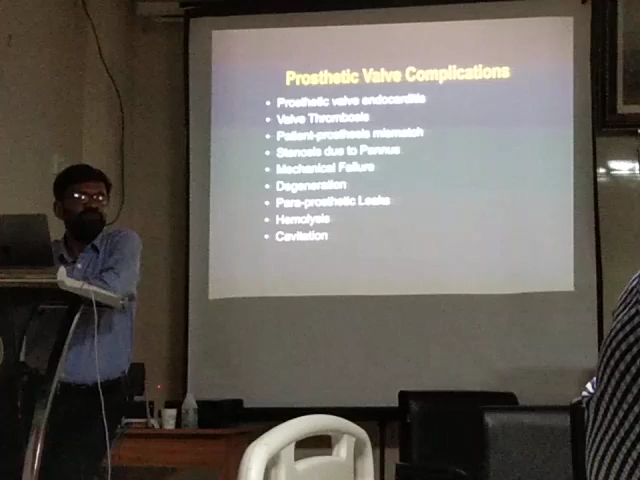 Prosthetic Valve Complications
• Prosthetic valve endocarditis
• Valve Thrombosis
• Patient-prosthesis mismatch
• Stenosis due to Pannus
• Mechanical Failure
• Degeneration
• Para-prosthetic Leaks
• Hemolysis
• Cavitation